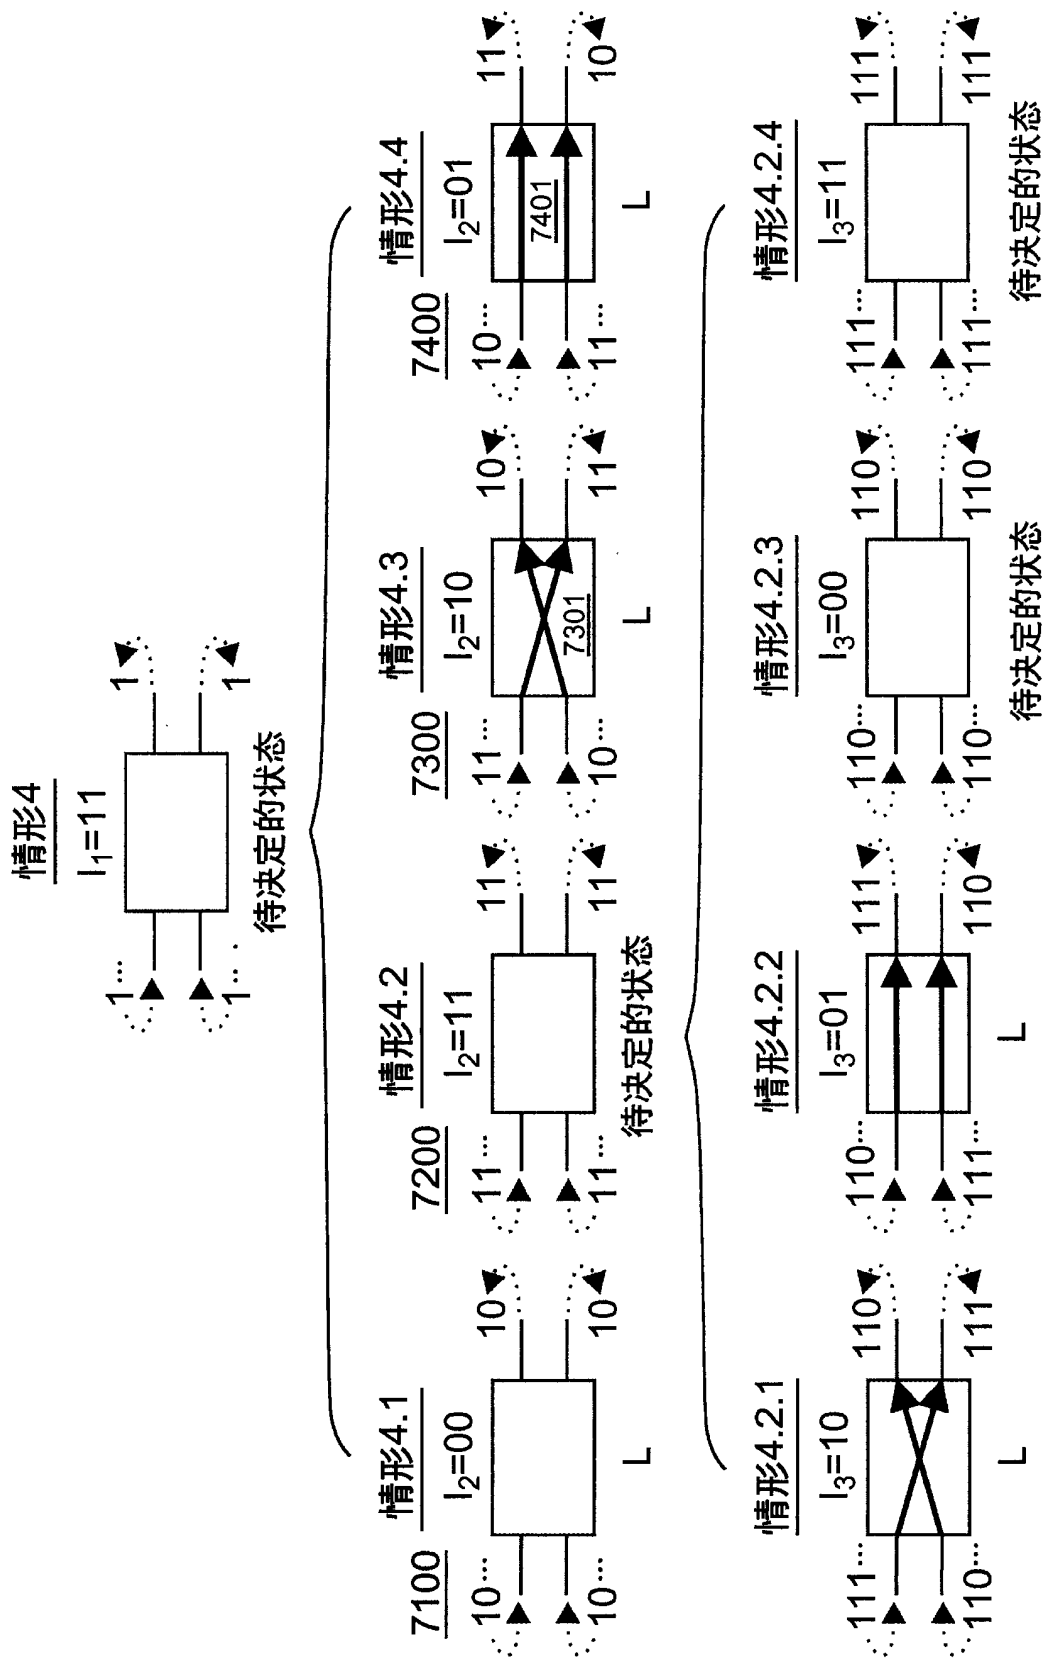 情形4
I₁=11
1…
1…
1
1
待决定的状态
7100
情形4.1
I₂=00
10…
10…
10
10
L
7200
情形4.2
I₂=11
11…
11…
11
11
待决定的状态
7300
情形4.3
I₂=10
11…
10…
10
11
7301
L
7400
情形4.4
I₂=01
10…
11…
11
10
7401
L
情形4.2.1
I₃=10
111…
110…
110
111
L
情形4.2.2
I₃=01
110…
111…
111
110
L
情形4.2.3
I₃=00
110…
110…
110
110
待决定的状态
情形4.2.4
I₃=11
111…
111…
111
111
待决定的状态